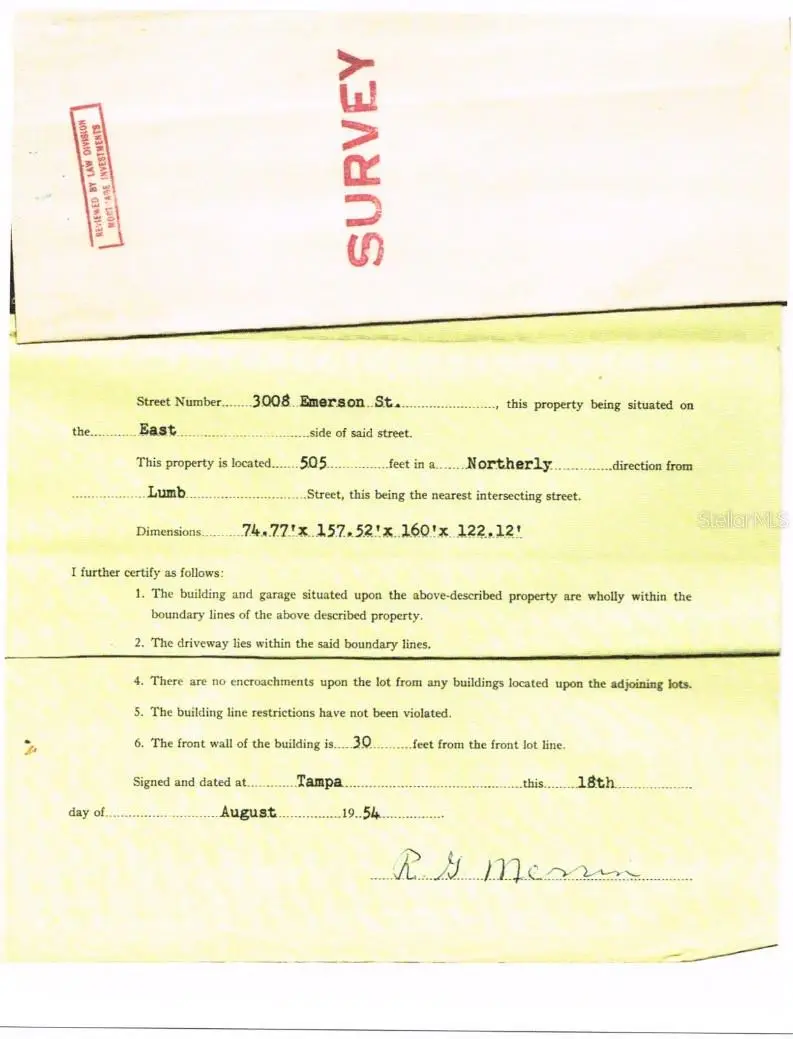 REVIEWED BY LAW DIVISION
MORTGAGE INVESTMENTS
SURVEY
Street Number.......3008 Emerson St..........................., this property being situated on
the............East....................................side of said street.
This property is located......505................feet in a.......Northerly...............direction from
....................Lumb................................Street, this being the nearest intersecting street.
Dimensions..........74.77'x 157.52'x 160'x 122.12'
StellarMLS
I further certify as follows:
1. The building and garage situated upon the above-described property are wholly within the
boundary lines of the above described property.
2. The driveway lies within the said boundary lines.
4. There are no encroachments upon the lot from any buildings located upon the adjoining lots.
5. The building line restrictions have not been violated.
6. The front wall of the building is....30..........feet from the front lot line.
Signed and dated at.............Tampa................................................this........18th....................
day of..............................August................19..54................
R. G Merrin